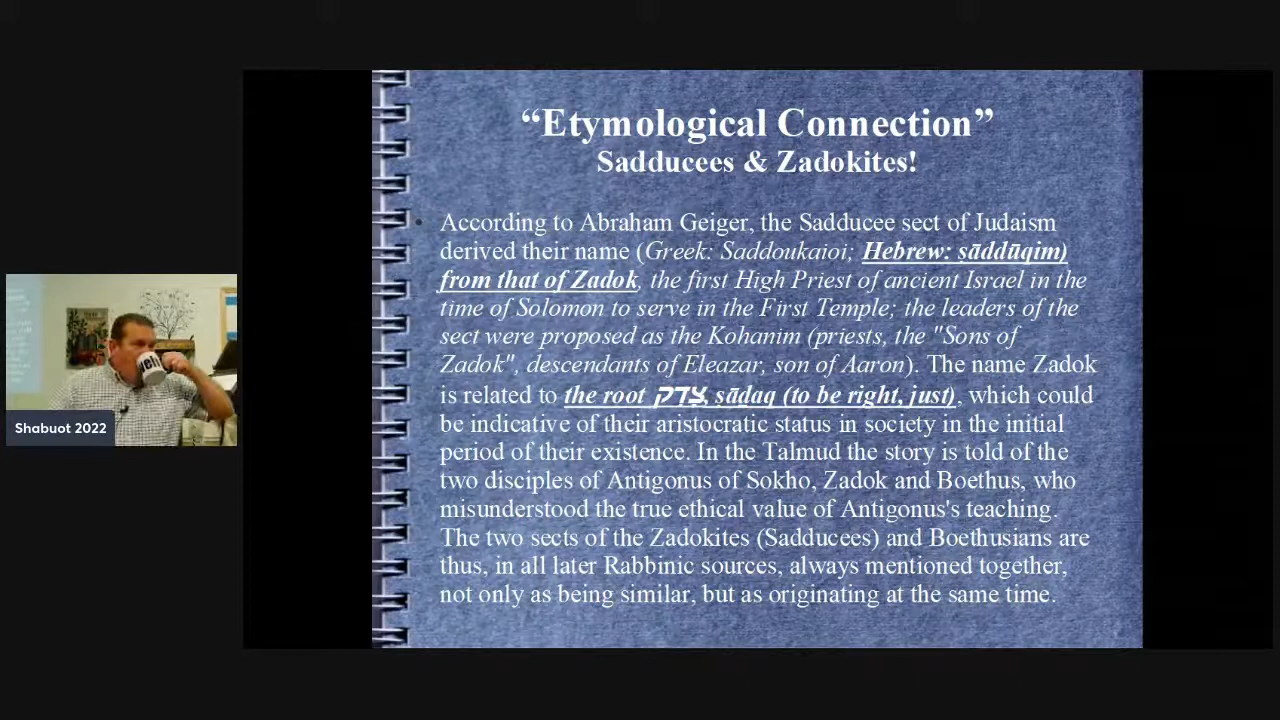 “Etymological Connection”
Sadducees & Zadokites!
• According to Abraham Geiger, the Sadducee sect of Judaism
derived their name (Greek: Saddoukaioi; Hebrew: ṣāddūqim)
from that of Zadok, the first High Priest of ancient Israel in the
time of Solomon to serve in the First Temple; the leaders of the
sect were proposed as the Kohanim (priests, the "Sons of
Zadok", descendants of Eleazar, son of Aaron). The name Zadok
is related to the root צדק, ṣādaq (to be right, just), which could
be indicative of their aristocratic status in society in the initial
period of their existence. In the Talmud the story is told of the
two disciples of Antigonus of Sokho, Zadok and Boethus, who
misunderstood the true ethical value of Antigonus's teaching.
The two sects of the Zadokites (Sadducees) and Boethusians are
thus, in all later Rabbinic sources, always mentioned together,
not only as being similar, but as originating at the same time.
Shabuot 2022